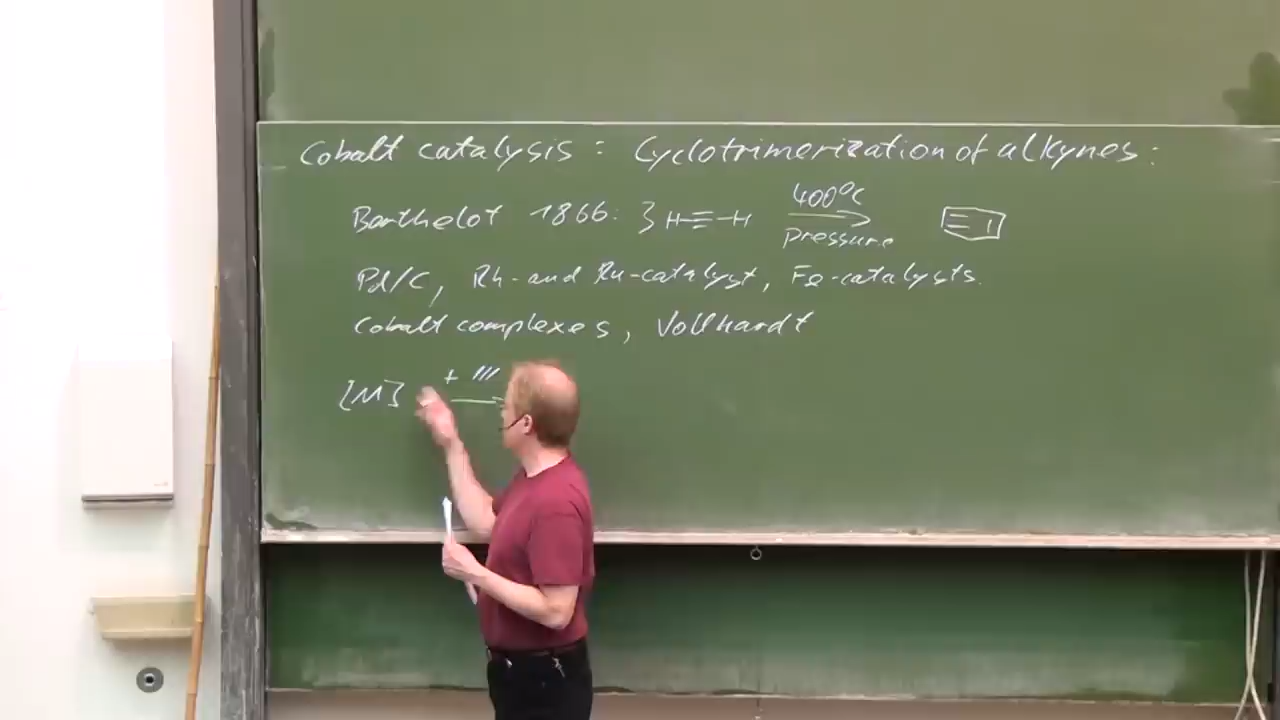 Cobalt catalysis : Cyclotrimerization of alkynes :
Barthelot 1866: 3 H-≡-H 400°C pressure
Pd/C, Rh- and Ru-catalyst, Fe-catalysts.
Cobalt complexes, Vollhardt
[M] + ///